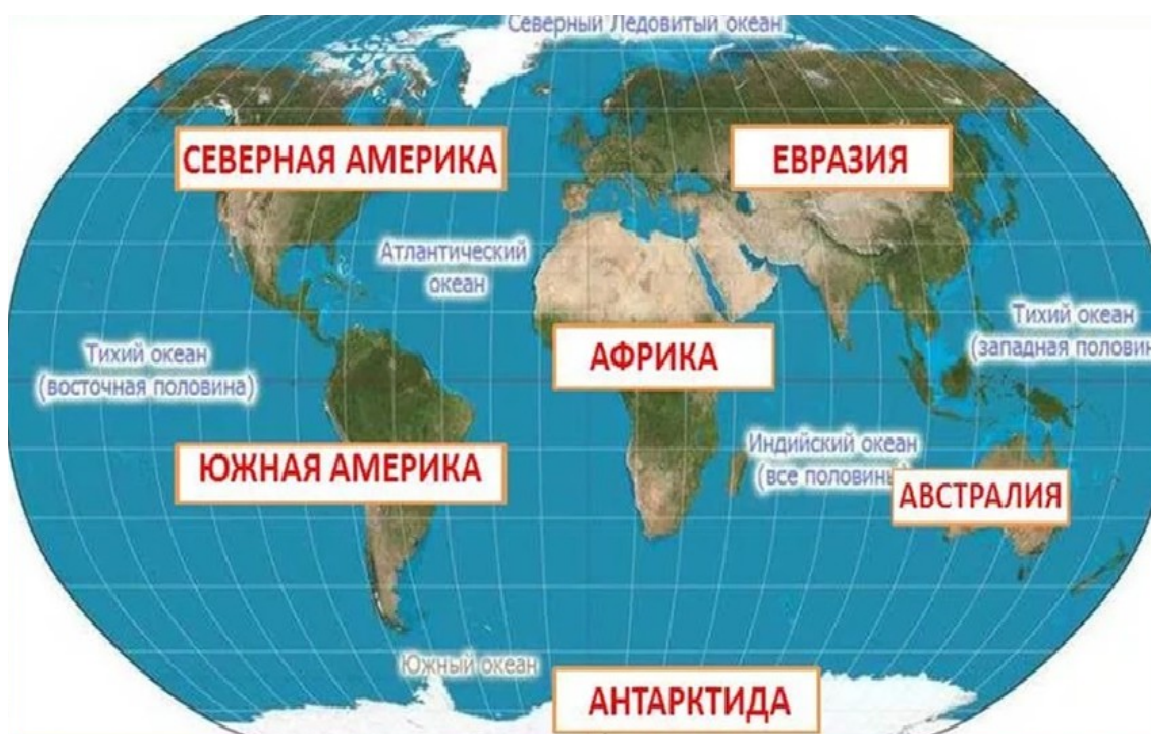 Северный Ледовитый океан
СЕВЕРНАЯ АМЕРИКА
ЕВРАЗИЯ
Атлантический
океан
Тихий океан
(западная половин
АФРИКА
Тихий океан
(восточная половина)
Индийский океан
(все половины)
ЮЖНАЯ АМЕРИКА
АВСТРАЛИЯ
Южный океан
АНТАРКТИДА